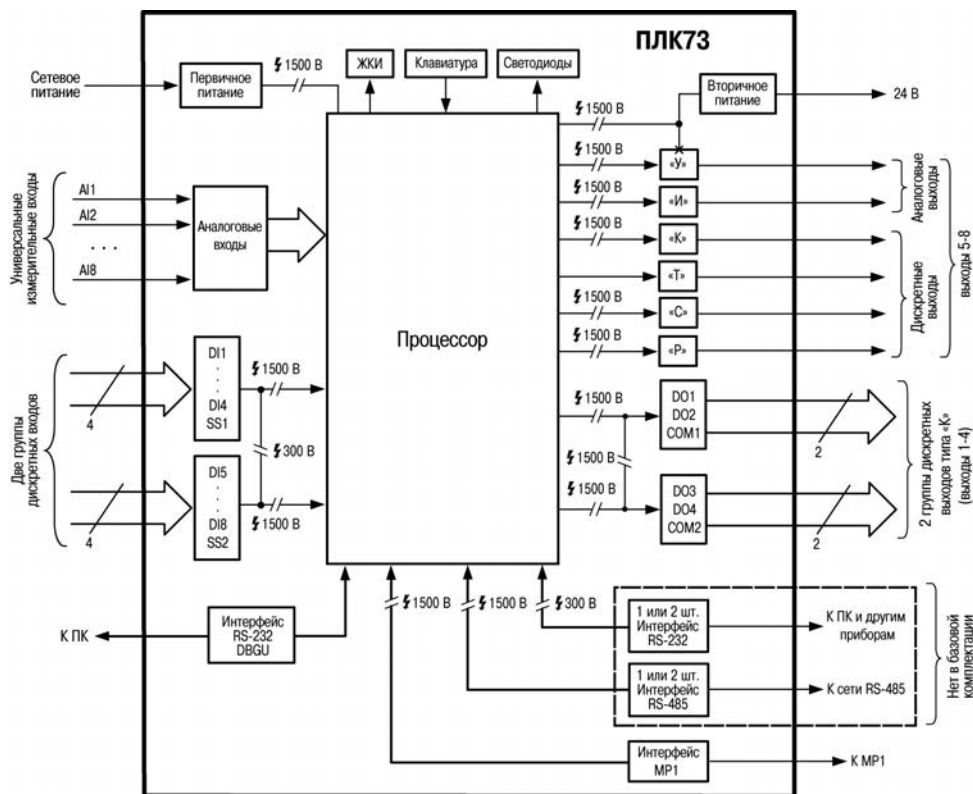 ПЛК73
Сетевое
питание
Первичное
питание
1500 В
ЖКИ
Клавиатура
Светодиоды
Вторичное
питание
24 В
1500 В
1500 В
«У»
1500 В
«И»
1500 В
«К»
«Т»
1500 В
«С»
1500 В
«Р»
Аналоговые
выходы
Дискретные
выходы
выходы 5-8
Универсальные
измерительные входы
AI1
AI2
. . .
AI8
Аналоговые
входы
Процессор
Две группы
дискретных входов
4
4
DI1
DI4
SS1
1500 В
300 В
DI5
DI8
SS2
1500 В
1500 В
1500 В
DO1
DO2
COM1
DO3
DO4
COM2
2
2
2 группы дискретных
выходов типа «К»
(выходы 1-4)
К ПК
Интерфейс
RS-232
DBGU
1500 В
1500 В
300 В
1 или 2 шт.
Интерфейс
RS-232
К ПК и другим
приборам
1 или 2 шт.
Интерфейс
RS-485
К сети RS-485
Нет в базовой
комплектации
Интерфейс
МР1
К МР1